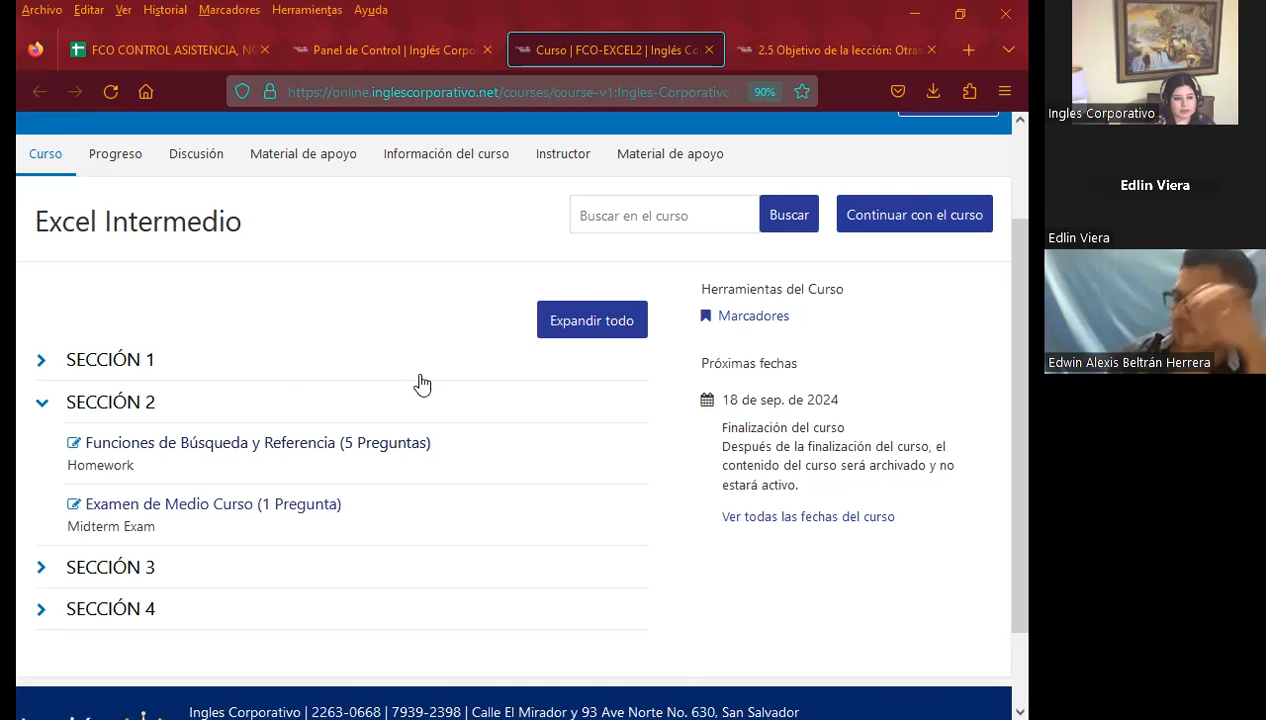 Archivo Editar Ver Historial Marcadores Herramientas Ayuda
FCO CONTROL ASISTENCIA, NO
Panel de Control | Inglés Corpor
Curso | FCO-EXCEL2 | Inglés Co
2.5 Objetivo de la lección: Otras
https://online.inglescorporativo.net/courses/course-v1:Ingles-Corporativo
90%
Curso Progreso Discusión Material de apoyo Información del curso Instructor Material de apoyo
Excel Intermedio
Buscar en el curso
Buscar
Continuar con el curso
Expandir todo
SECCIÓN 1
SECCIÓN 2
Funciones de Búsqueda y Referencia (5 Preguntas)
Homework
Examen de Medio Curso (1 Pregunta)
Midterm Exam
SECCIÓN 3
SECCIÓN 4
Herramientas del Curso
Marcadores
Próximas fechas
18 de sep. de 2024
Finalización del curso
Después de la finalización del curso, el
contenido del curso será archivado y no
estará activo.
Ver todas las fechas del curso
Ingles Corporativo | 2263-0668 | 7939-2398 | Calle El Mirador y 93 Ave Norte No. 630, San Salvador
Ingles Corporativo
Edlin Viera
Edlin Viera
Edwin Alexis Beltrán Herrera